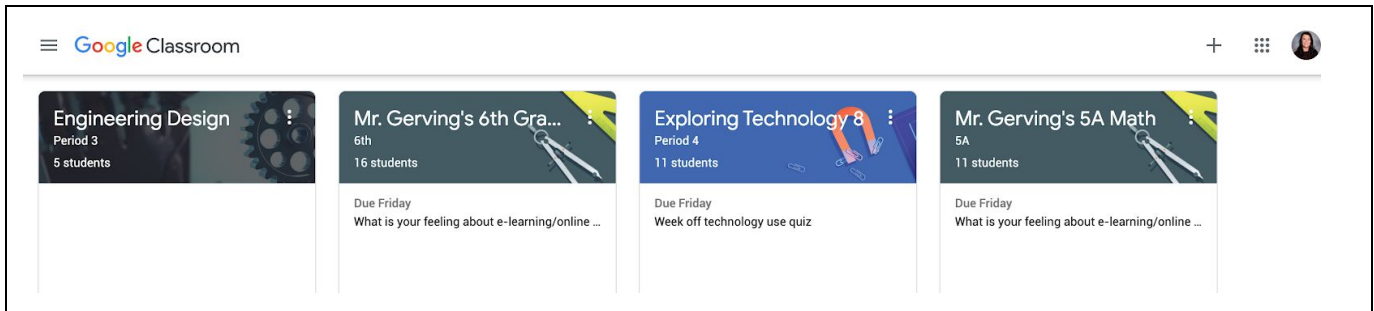 Google Classroom
Engineering Design
Period 3
5 students
Mr. Gerving's 6th Gra...
6th
16 students
Due Friday
What is your feeling about e-learning/online ...
Exploring Technology 8
Period 4
11 students
Due Friday
Week off technology use quiz
Mr. Gerving's 5A Math
5A
11 students
Due Friday
What is your feeling about e-learning/online ...